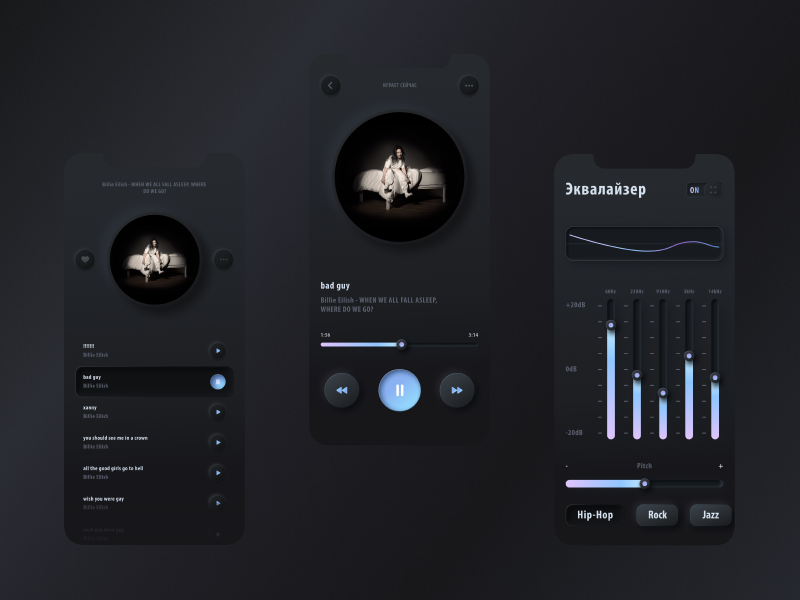 Billie Eilish - WHEN WE ALL FALL ASLEEP, WHERE
DO WE GO?
!!!!!!!
Billie Eilish
bad guy
Billie Eilish
xanny
Billie Eilish
you should see me in a crown
Billie Eilish
all the good girls go to hell
Billie Eilish
wish you were gay
Billie Eilish
ИГРАЕТ СЕЙЧАС
bad guy
Billie Eilish - WHEN WE ALL FALL ASLEEP,
WHERE DO WE GO?
1:56 3:14
Эквалайзер ON
60Hz 230Hz 910Hz 3kHz 14kHz
+20dB
0dB
-20dB
- Pitch +
Hip-Hop Rock Jazz